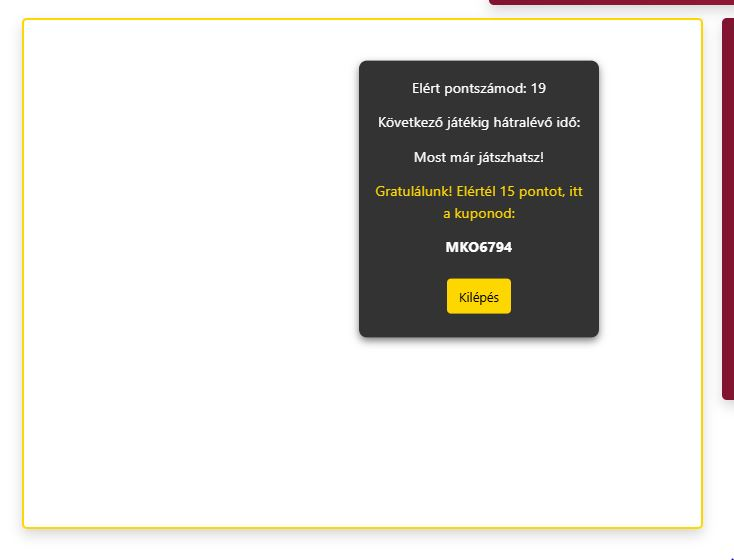 Elért pontszámod: 19
Következő játékig hátralévő idő:
Most már játszhatsz!
Gratulálunk! Elértél 15 pontot, itt
a kuponod:
MKO6794
Kilépés